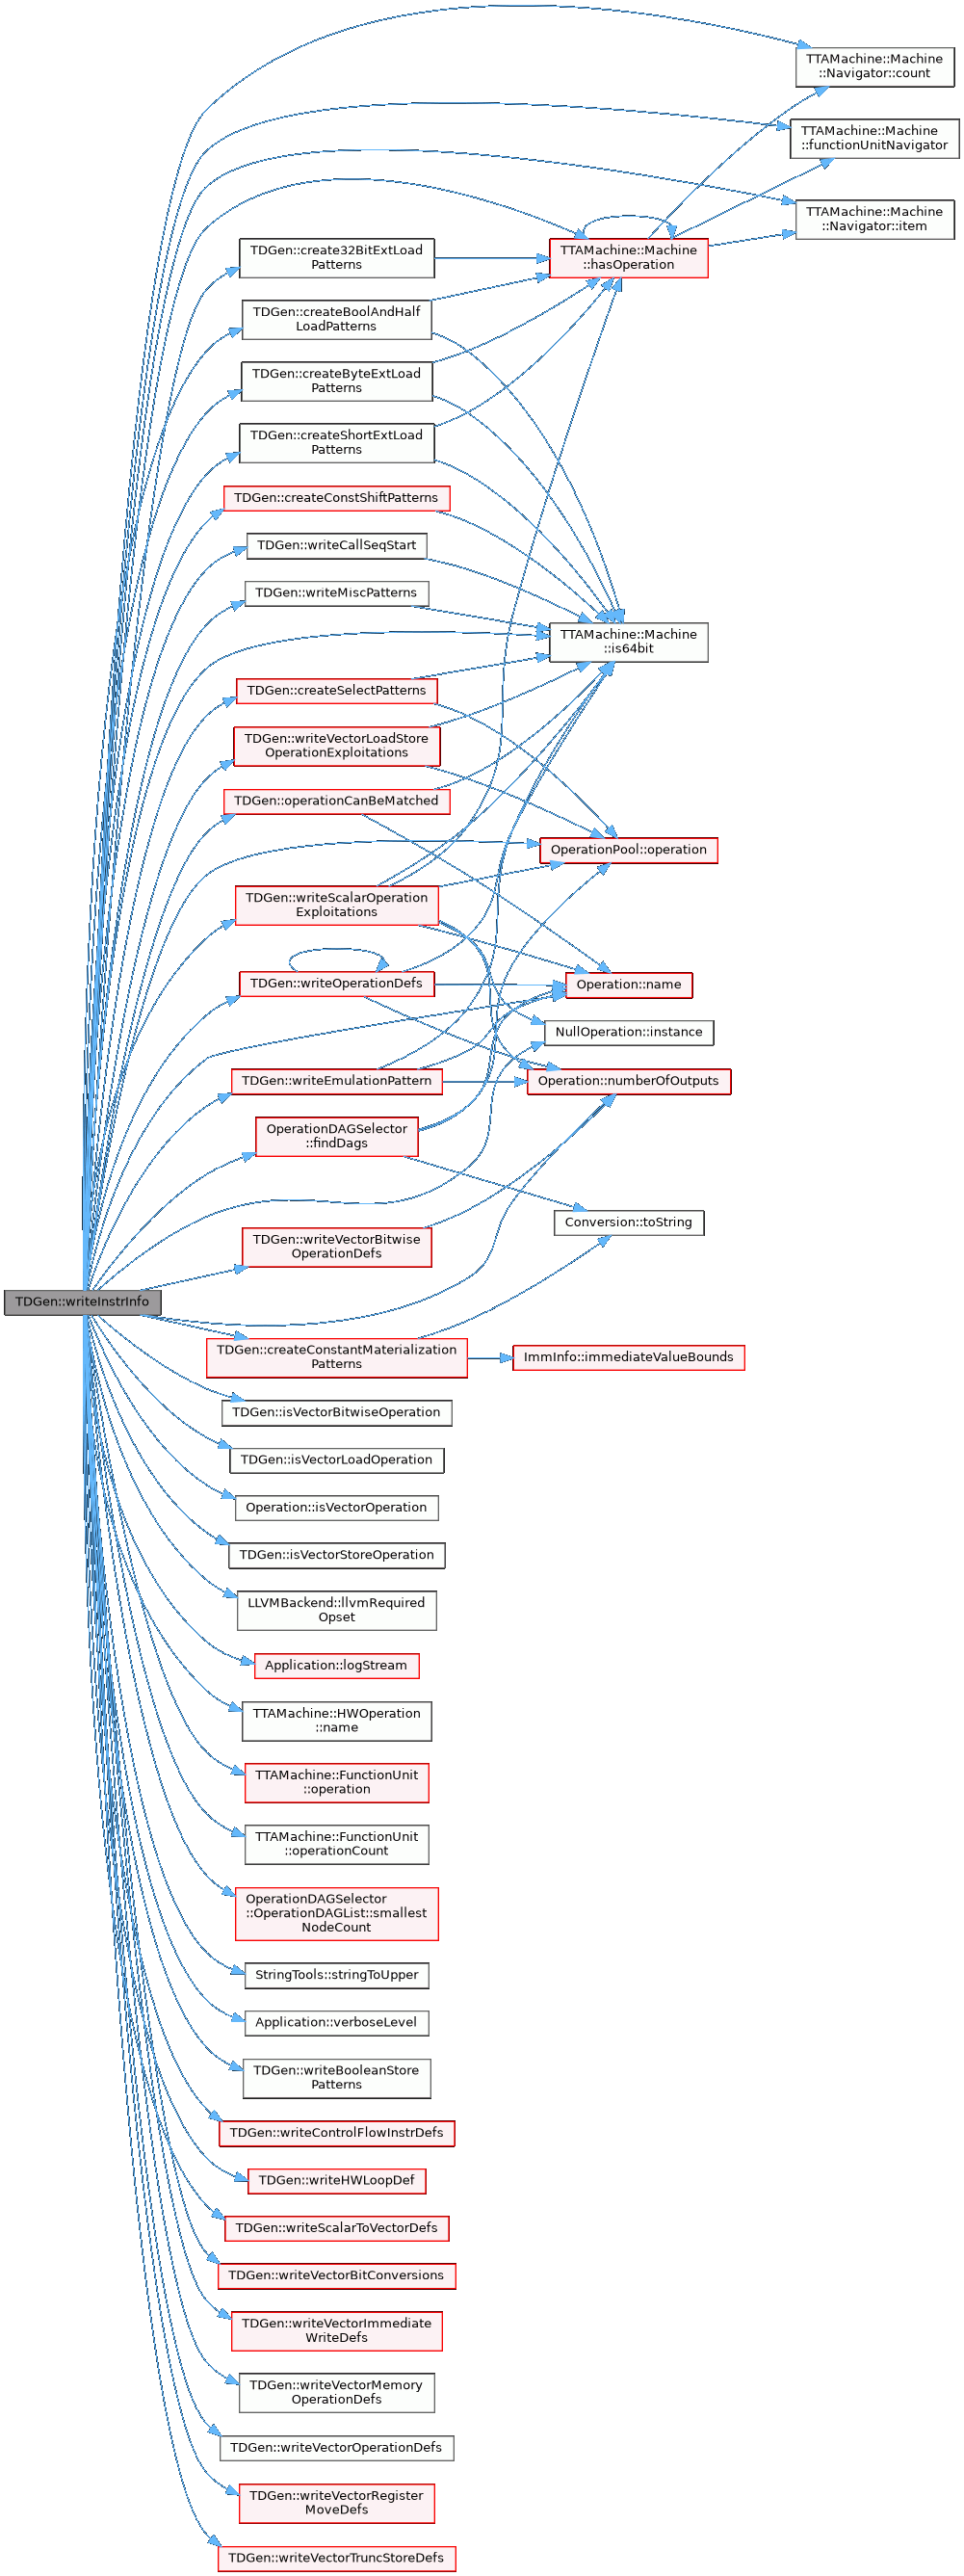 TTAMachine::Machine
::Navigator::count
TTAMachine::Machine
::functionUnitNavigator
TTAMachine::Machine
::Navigator::item
TTAMachine::Machine
::hasOperation
TDGen::create32BitExtLoad
Patterns
TDGen::createBoolAndHalf
LoadPatterns
TDGen::createByteExtLoad
Patterns
TDGen::createShortExtLoad
Patterns
TDGen::createConstShiftPatterns
TDGen::writeCallSeqStart
TDGen::writeMiscPatterns
TTAMachine::Machine
::is64bit
TDGen::createSelectPatterns
TDGen::writeVectorLoadStore
OperationExploitations
TDGen::operationCanBeMatched
OperationPool::operation
TDGen::writeScalarOperation
Exploitations
TDGen::writeOperationDefs
Operation::name
NullOperation::instance
TDGen::writeEmulationPattern
Operation::numberOfOutputs
OperationDAGSelector
::findDags
Conversion::toString
TDGen::writeVectorBitwise
OperationDefs
TDGen::writeInstrInfo
TDGen::createConstantMaterialization
Patterns
ImmInfo::immediateValueBounds
TDGen::isVectorBitwiseOperation
TDGen::isVectorLoadOperation
Operation::isVectorOperation
TDGen::isVectorStoreOperation
LLVMBackend::llvmRequired
Opset
Application::logStream
TTAMachine::HWOperation
::name
TTAMachine::FunctionUnit
::operation
TTAMachine::FunctionUnit
::operationCount
OperationDAGSelector
::OperationDAGList::smallest
NodeCount
StringTools::stringToUpper
Application::verboseLevel
TDGen::writeBooleanStore
Patterns
TDGen::writeControlFlowInstrDefs
TDGen::writeHWLoopDef
TDGen::writeScalarToVectorDefs
TDGen::writeVectorBitConversions
TDGen::writeVectorImmediate
WriteDefs
TDGen::writeVectorMemory
OperationDefs
TDGen::writeVectorOperationDefs
TDGen::writeVectorRegister
MoveDefs
TDGen::writeVectorTruncStoreDefs